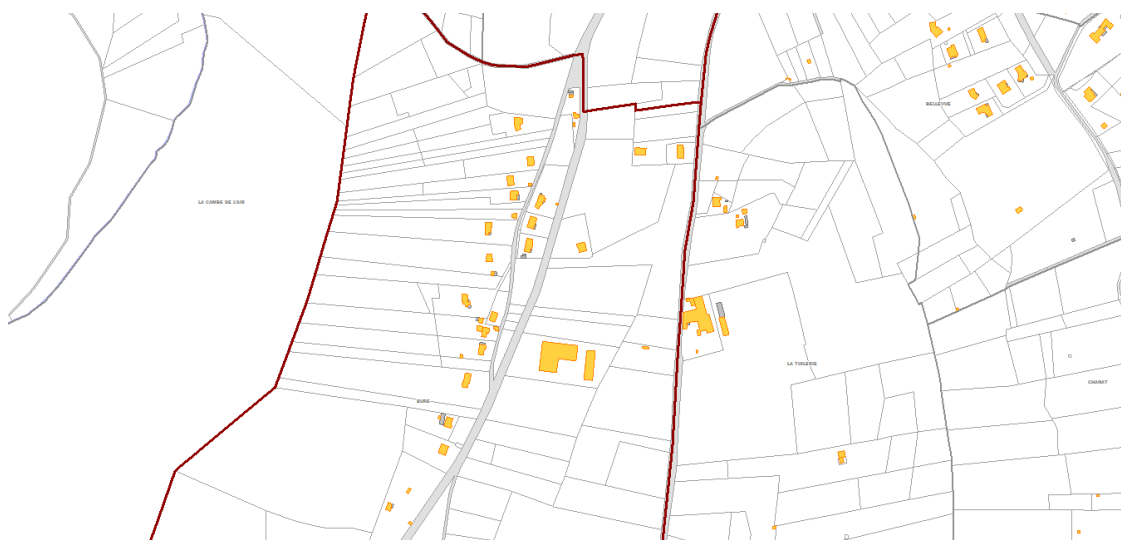 BELLEVUE
LA COMBE DE L'AIR
LA TUILERIE
CHANAT
BURE